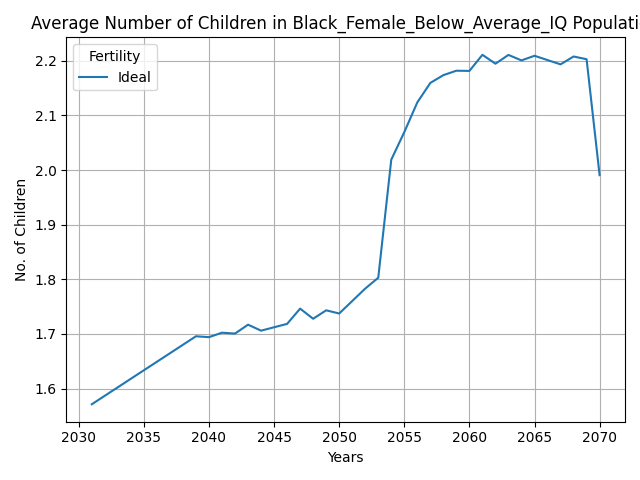 Average Number of Children in Black_Female_Below_Average_IQ Populati
Fertility
Ideal
No. of Children
2.2
2.1
2.0
1.9
1.8
1.7
1.6
2030 2035 2040 2045 2050 2055 2060 2065 2070
Years